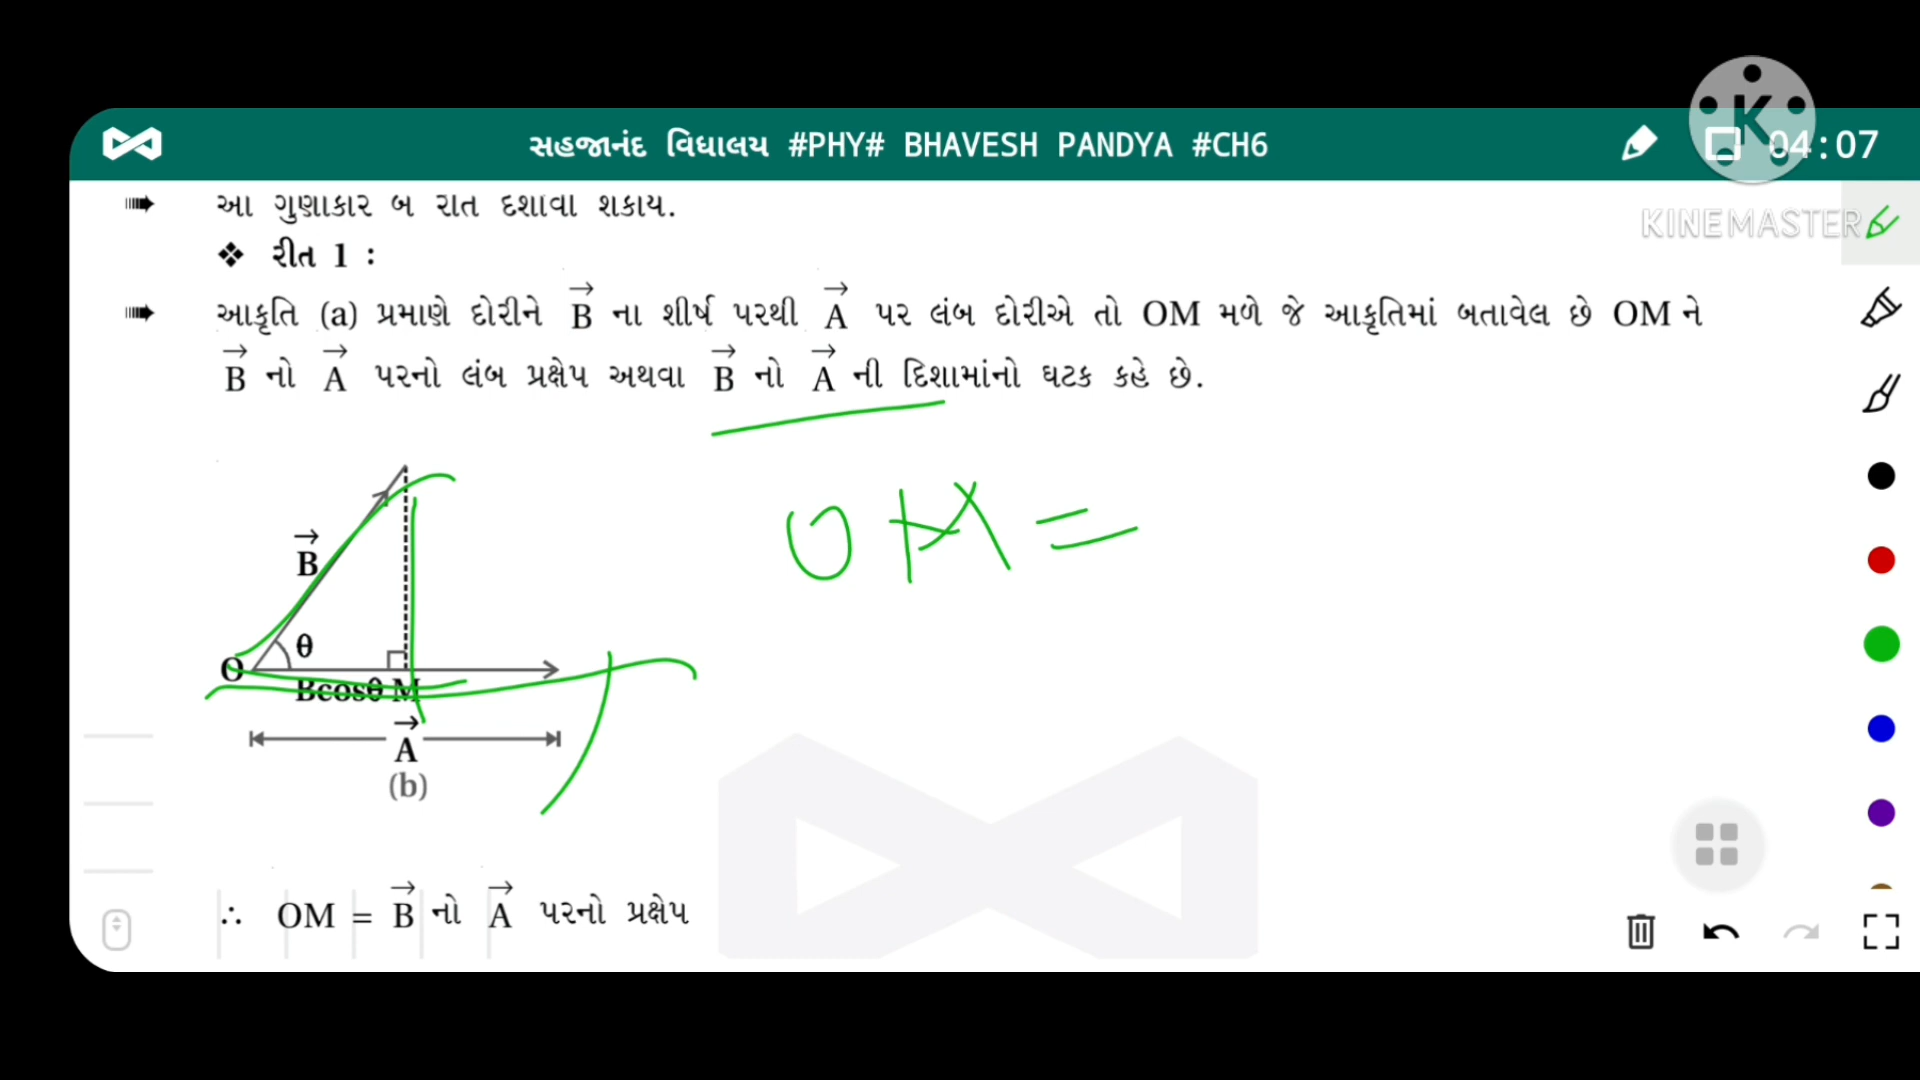 સહજાનંદ વિધાલય #PHY# BHAVESH PANDYA #CH6
04:07
K
KINEMASTER
આ ગુણાકાર બે રીતે દર્શાવી શકાય.
❖ રીત 1 :
આકૃતિ (a) પ્રમાણે દોરીને B⃗ ના શીર્ષ પરથી A⃗ પર લંબ દોરીએ તો OM મળે જે આકૃતિમાં બતાવેલ છે OM ને
B⃗ નો A⃗ પરનો લંબ પ્રક્ષેપ અથવા B⃗ નો A⃗ ની દિશામાંનો ઘટક કહે છે.
OM =
B⃗
θ
O
Bcosθ M
A⃗
(b)
∴ OM = B⃗ નો A⃗ પરનો પ્રક્ષેપ